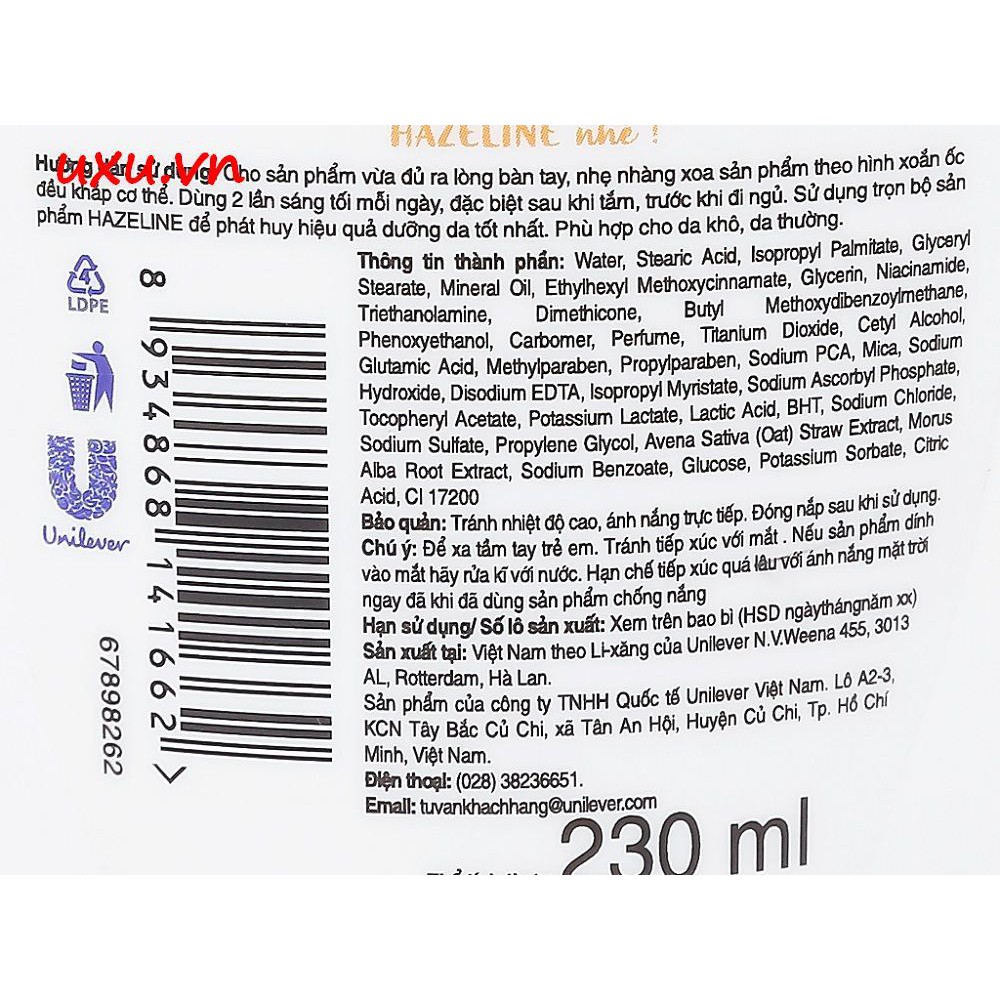 HAZELINE nhé !
uxu.vn
Hướng dẫn sử dụng: Cho sản phẩm vừa đủ ra lòng bàn tay, nhẹ nhàng xoa sản phẩm theo hình xoắn ốc
đều khắp cơ thể. Dùng 2 lần sáng tối mỗi ngày, đặc biệt sau khi tắm, trước khi đi ngủ. Sử dụng trọn bộ sản
phẩm HAZELINE để phát huy hiệu quả dưỡng da tốt nhất. Phù hợp cho da khô, da thường.
4
LDPE
Unilever
8 934868 141662 >
67898262
Thông tin thành phần: Water, Stearic Acid, Isopropyl Palmitate, Glyceryl
Stearate, Mineral Oil, Ethylhexyl Methoxycinnamate, Glycerin, Niacinamide,
Triethanolamine, Dimethicone, Butyl Methoxydibenzoylmethane,
Phenoxyethanol, Carbomer, Perfume, Titanium Dioxide, Cetyl Alcohol,
Glutamic Acid, Methylparaben, Propylparaben, Sodium PCA, Mica, Sodium
Hydroxide, Disodium EDTA, Isopropyl Myristate, Sodium Ascorbyl Phosphate,
Tocopheryl Acetate, Potassium Lactate, Lactic Acid, BHT, Sodium Chloride,
Sodium Sulfate, Propylene Glycol, Avena Sativa (Oat) Straw Extract, Morus
Alba Root Extract, Sodium Benzoate, Glucose, Potassium Sorbate, Citric
Acid, CI 17200
Bảo quản: Tránh nhiệt độ cao, ánh nắng trực tiếp. Đóng nắp sau khi sử dụng.
Chú ý: Để xa tầm tay trẻ em. Tránh tiếp xúc với mắt . Nếu sản phẩm dính
vào mắt hãy rửa kĩ với nước. Hạn chế tiếp xúc quá lâu với ánh nắng mặt trời
ngay đã khi đã dùng sản phẩm chống nắng
Hạn sử dụng/ Số lô sản xuất: Xem trên bao bì (HSD ngàythángnăm xx)
Sản xuất tại: Việt Nam theo Li-xăng của Unilever N.V.Weena 455, 3013
AL, Rotterdam, Hà Lan.
Sản phẩm của công ty TNHH Quốc tế Unilever Việt Nam. Lô A2-3,
KCN Tây Bắc Củ Chi, xã Tân An Hội, Huyện Củ Chi, Tp. Hồ Chí
Minh, Việt Nam.
Điện thoại: (028) 38236651.
Email: tuvankhachhang@unilever.com
230 ml